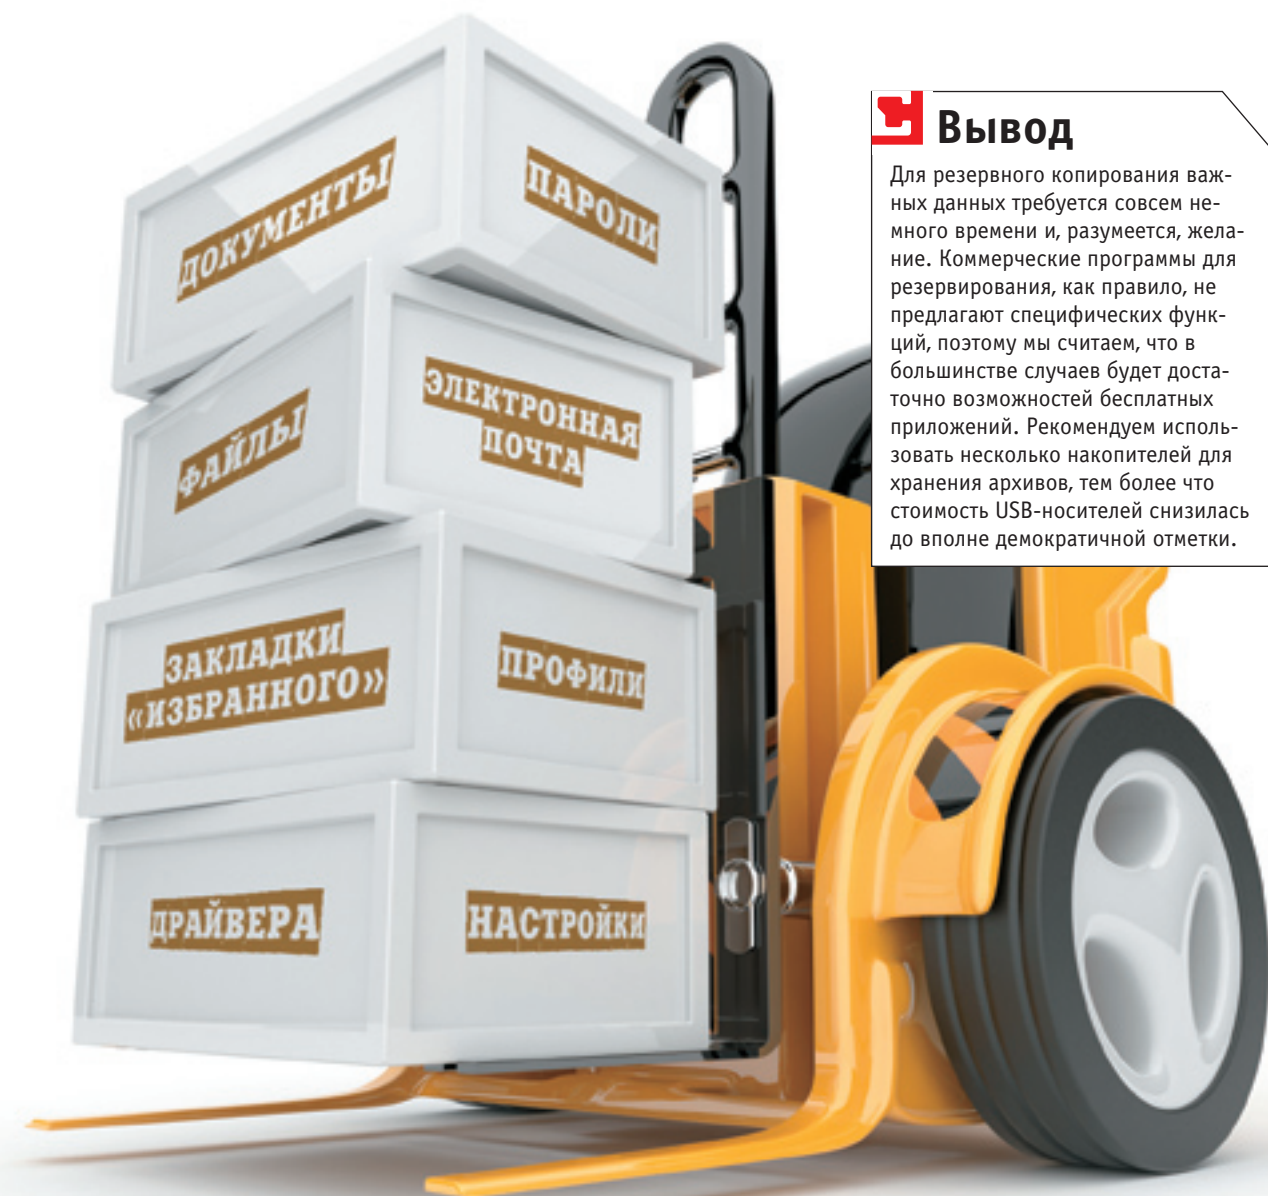 ДОКУМЕНТЫ
ПАРОЛИ
ФАЙЛЫ
ЭЛЕКТРОННАЯ
ПОЧТА
ЗАКЛАДКИ
«ИЗБРАННОГО»
ПРОФИЛИ
ДРАЙВЕРА
НАСТРОЙКИ
Вывод
Для резервного копирования важ-
ных данных требуется совсем не-
много времени и, разумеется, жела-
ние. Коммерческие программы для
резервирования, как правило, не
предлагают специфических функ-
ций, поэтому мы считаем, что в
большинстве случаев будет доста-
точно возможностей бесплатных
приложений. Рекомендуем исполь-
зовать несколько накопителей для
хранения архивов, тем более что
стоимость USB-носителей снизилась
до вполне демократичной отметки.